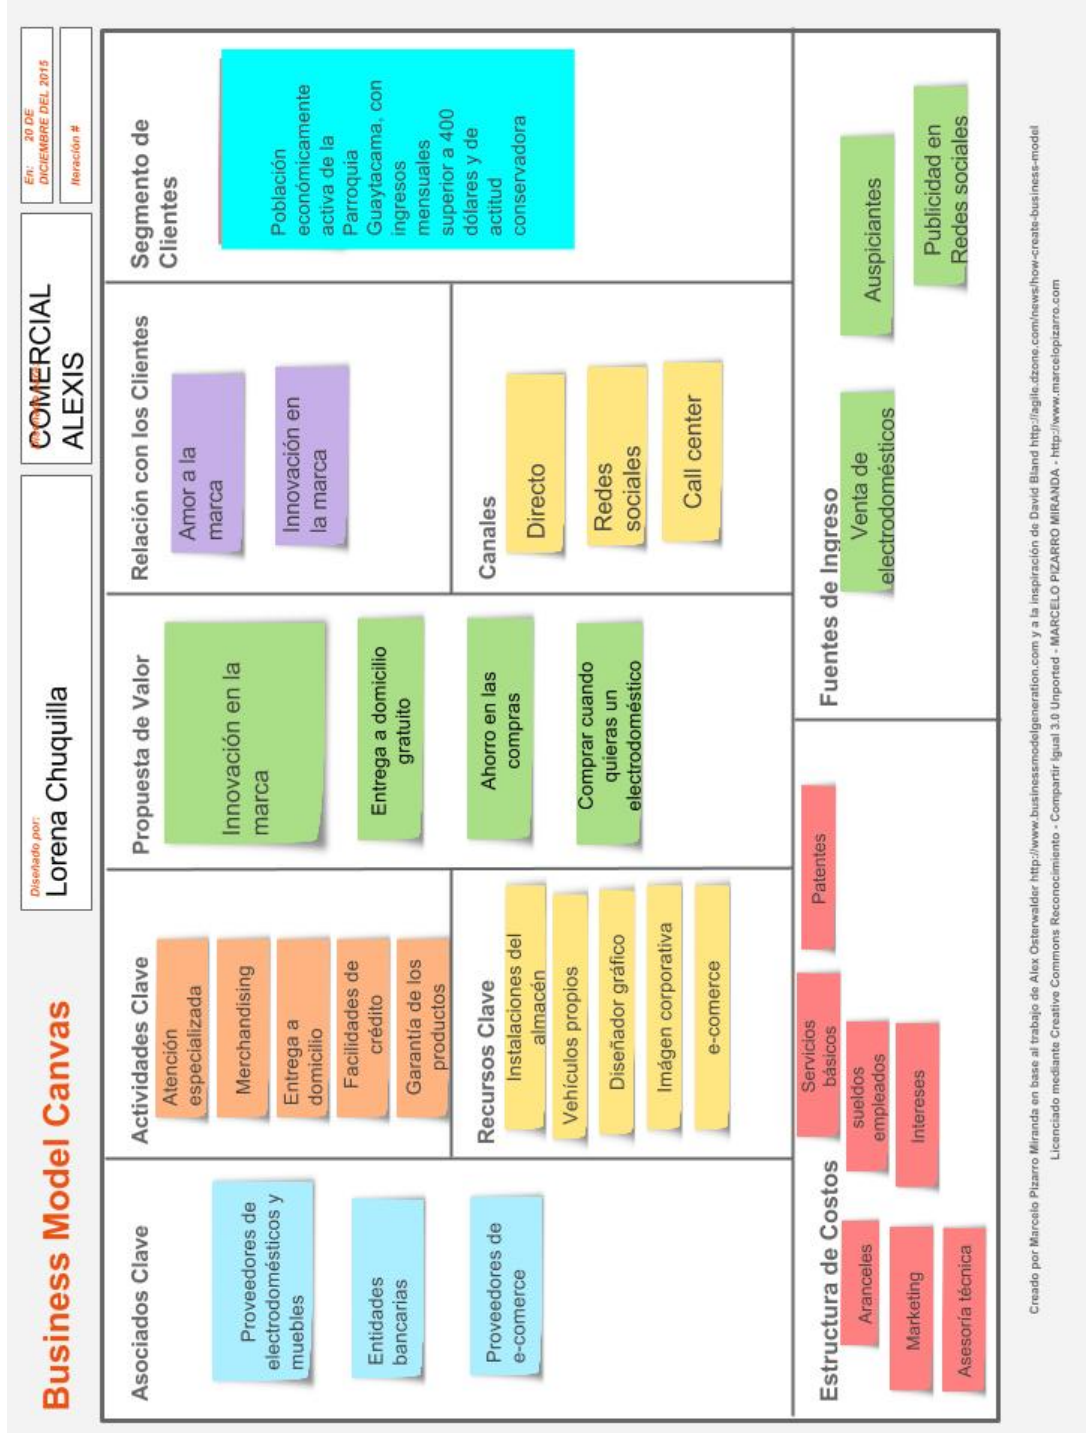 Business Model Canvas
Diseñado por:
Lorena Chuquilla
COMERCIAL
ALEXIS
En: 20 DE
DICIEMBRE DEL 2015
Iteración #
Asociados Clave
Proveedores de
electrodomésticos y
muebles
Entidades
bancarias
Proveedores de
e-comerce
Actividades Clave
Atención
especializada
Merchandising
Entrega a
domicilio
Facilidades de
crédito
Garantía de los
productos
Recursos Clave
Instalaciones del
almacén
Vehículos propios
Diseñador gráfico
Imágen corporativa
e-comerce
Propuesta de Valor
Innovación en la
marca
Entrega a domicilio
gratuito
Ahorro en las
compras
Comprar cuando
quieras un
electrodoméstico
Relación con los Clientes
Amor a la
marca
Innovación en
la marca
Canales
Directo
Redes
sociales
Call center
Segmento de
Clientes
Población
económicamente
activa de la
Parroquia
Guaytacama, con
ingresos
mensuales
superior a 400
dólares y de
actitud
conservadora
Estructura de Costos
Aranceles
Marketing
Asesoría técnica
Servicios
básicos
sueldos
empleados
Intereses
Patentes
Fuentes de Ingreso
Venta de
electrodomésticos
Auspiciantes
Publicidad en
Redes sociales
Creado por Marcelo Pizarro Miranda en base al trabajo de Alex Osterwalder http://www.businessmodelgeneration.com y a la inspiración de David Bland http://agile.dzone.com/news/how-create-business-model
Licenciado mediante Creative Commons Reconocimiento - Compartir Igual 3.0 Unported - MARCELO PIZARRO MIRANDA - http://www.marcelopizarro.com